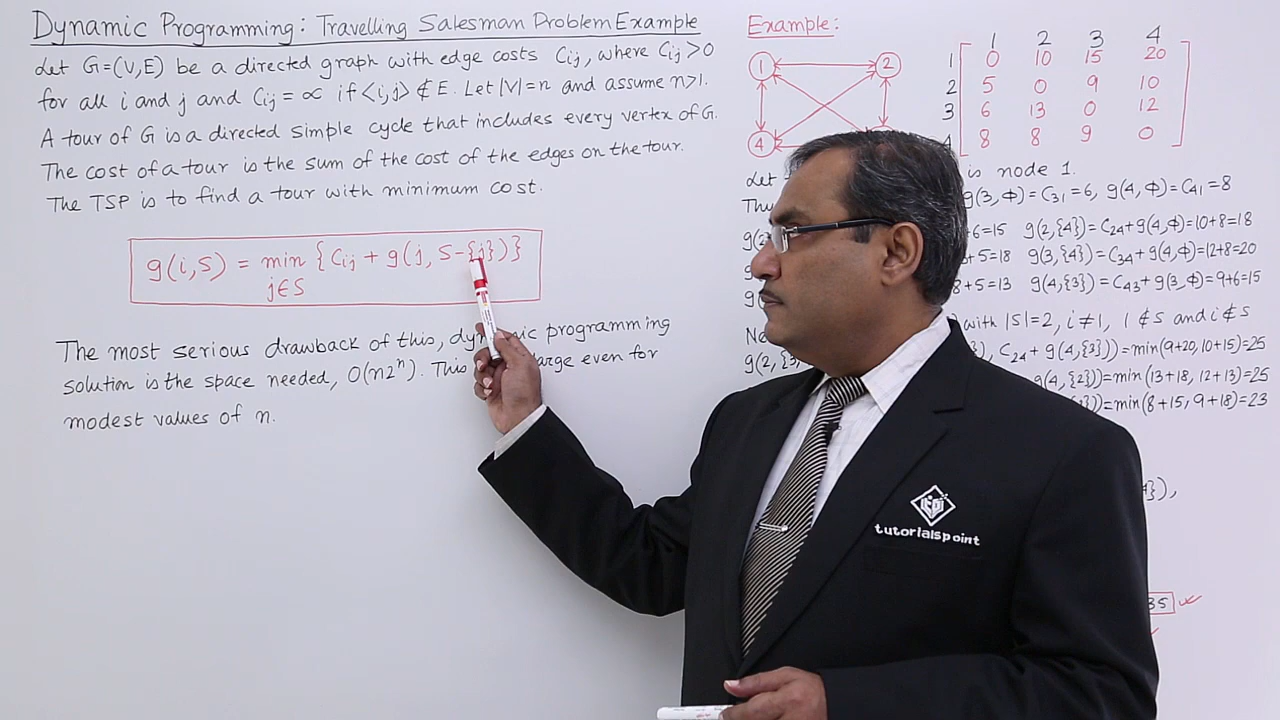 Dynamic Programming: Travelling Salesman Problem Example
Let G=(V,E) be a directed graph with edge costs Cij, where Cij>0
for all i and j and Cij = ∝ if <i,j> ∉ E. Let |V|=n and assume n>1.
A tour of G is a directed simple cycle that includes every vertex of G.
The cost of a tour is the sum of the cost of the edges on the tour.
The TSP is to find a tour with minimum cost.
g(i,S) = min {Cij + g(j, S-{j})}
j∈S
The most serious drawback of this, dynamic programming
solution is the space needed, O(n2ⁿ). This large even for
modest values of n.
Example:
1 2
4
1 2 3 4
1 0 10 15 20
2 5 0 9 10
3 6 13 0 12
4 8 8 9 0
Let is node 1.
g(3,Φ)=C31=6, g(4,Φ)=C41=8
6=15 g(2,{4})=C24+g(4,Φ)=10+8=18
+5=18 g(3,{4})=C34+g(4,Φ)=12+8=20
8+5=13 g(4,{3})=C43+g(3,Φ)=9+6=15
with |S|=2, i≠1, 1∉S and i∉S
g(2,{3, C24+g(4,{3}))=min(9+20,10+15)=25
g(4,{2}))=min(13+18, 12+13)=25
}))=min(8+15, 9+18)=23
4}),
35 ✓
tutorialspoint